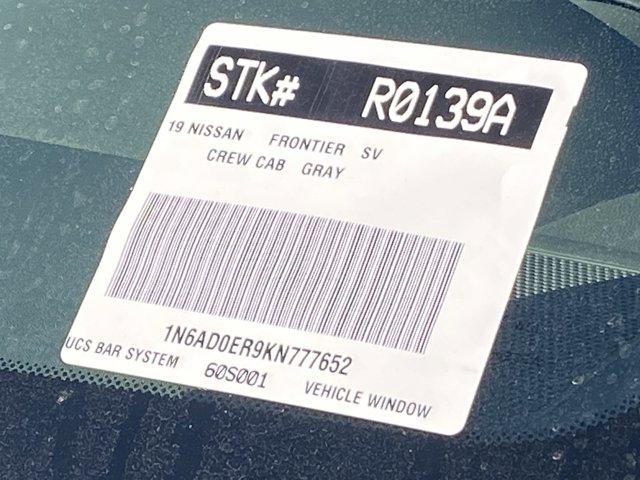 STK# R0139A
19 NISSAN FRONTIER SV
CREW CAB GRAY
1N6AD0ER9KN777652
UCS BAR SYSTEM 60S001 VEHICLE WINDOW